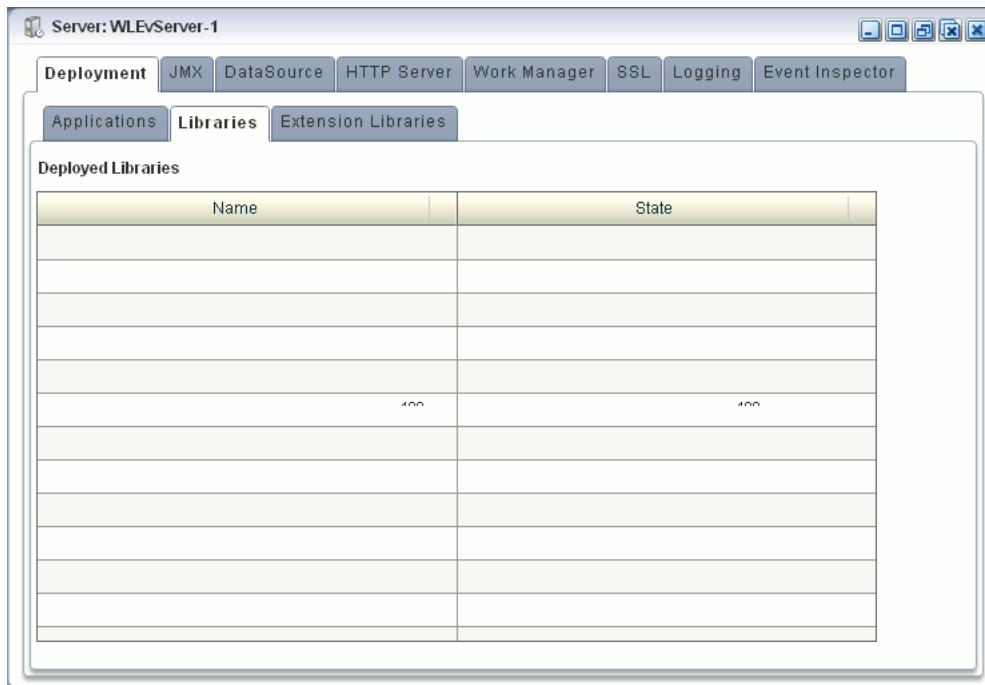 Server: WLEvServer-1
Deployment JMX DataSource HTTP Server Work Manager SSL Logging Event Inspector
Applications Libraries Extension Libraries
Deployed Libraries
Name State